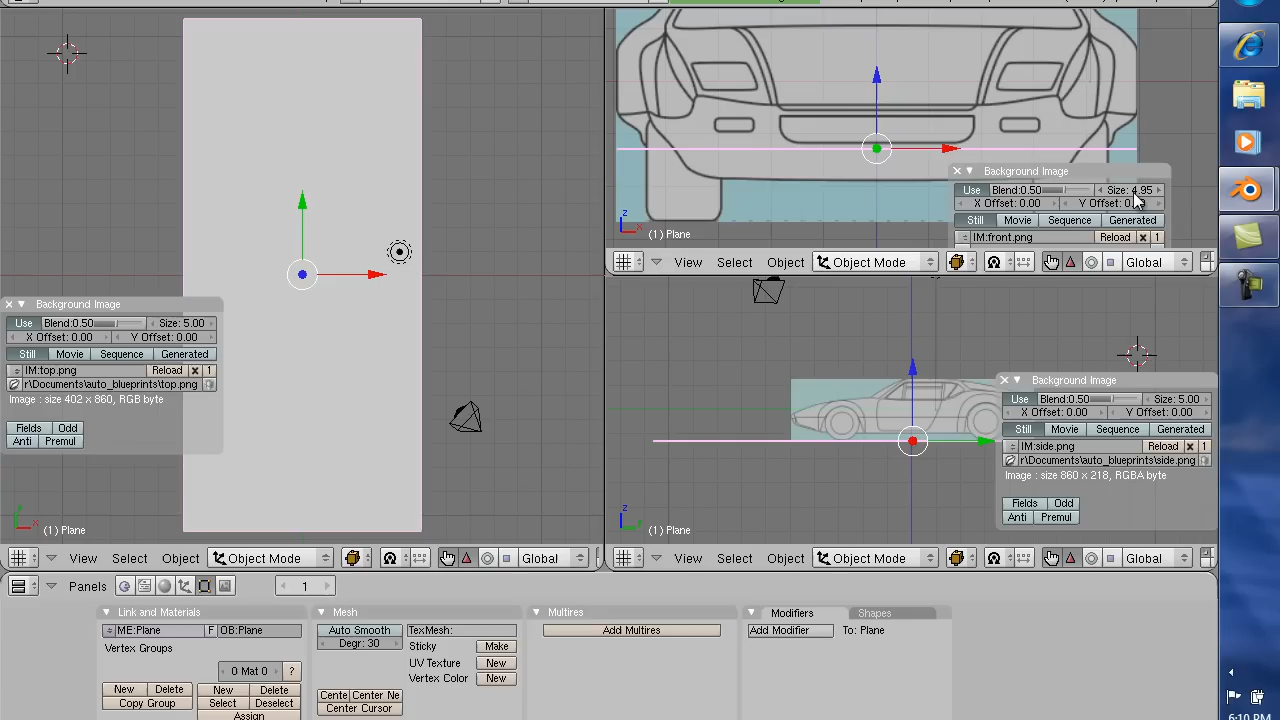 Background Image
Use Blend:0.50 Size: 4.95
X Offset: 0.00 Y Offset: 0.
Still Movie Sequence Generated
IM:front.png Reload 1
z
x
(1) Plane
View Select Object Object Mode Global
Background Image
Use Blend:0.50 Size: 5.00
X Offset: 0.00 Y Offset: 0.00
Still Movie Sequence Generated
IM:top.png Reload 1
r\Documents\auto_blueprints\top.png
Image : size 402 x 860, RGB byte
Fields Odd
Anti Premul
x
(1) Plane
Background Image
Use Blend:0.50 Size: 5.00
X Offset: 0.00 Y Offset: 0.00
Still Movie Sequence Generated
IM:side.png Reload 1
r\Documents\auto_blueprints\side.png
Image : size 860 x 218, RGBA byte
Fields Odd
Anti Premul
z
y
(1) Plane
View Select Object Object Mode Global
View Select Object Object Mode Global
Panels 1
Link and Materials
ME:Plane F OB:Plane
Vertex Groups
0 Mat 0 ?
New Delete New Delete
Copy Group Select Deselect
Assign
Mesh
Auto Smooth TexMesh:
Degr: 30 Sticky Make
UV Texture New
Vertex Color New
Cente Center Ne
Center Cursor
Multires
Add Multires
Modifiers Shapes
Add Modifier To: Plane
6:10 PM